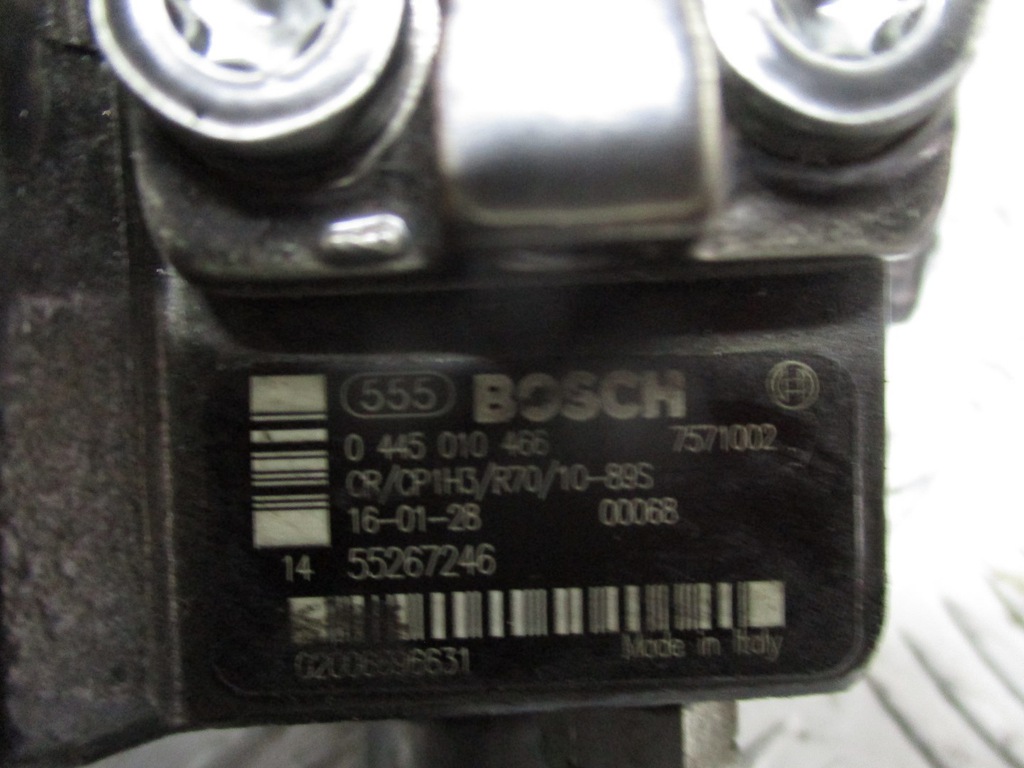 555 BOSCH
0 445 010 466 7571002
CR/CP1H3/R70/10-89S
16-01-28 00068
14 55267246
Made in Italy